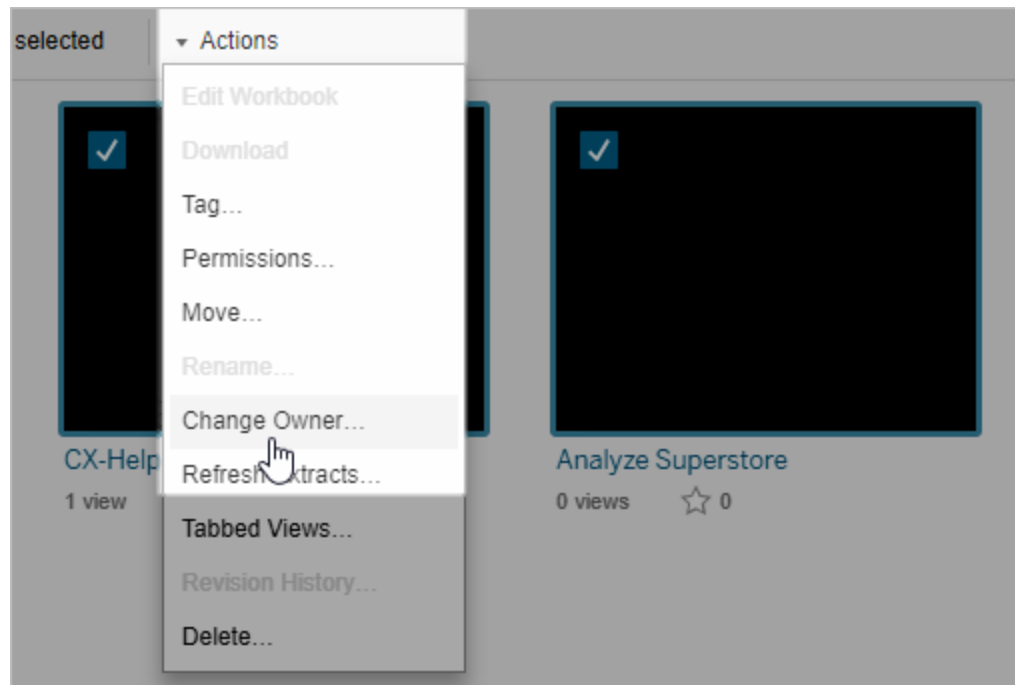 selected
Actions
Edit Workbook
Download
Tag...
Permissions...
Move...
Rename...
Change Owner...
Refresh Extracts...
Tabbed Views...
Revision History...
Delete...
CX-Help
1 view
Analyze Superstore
0 views 0